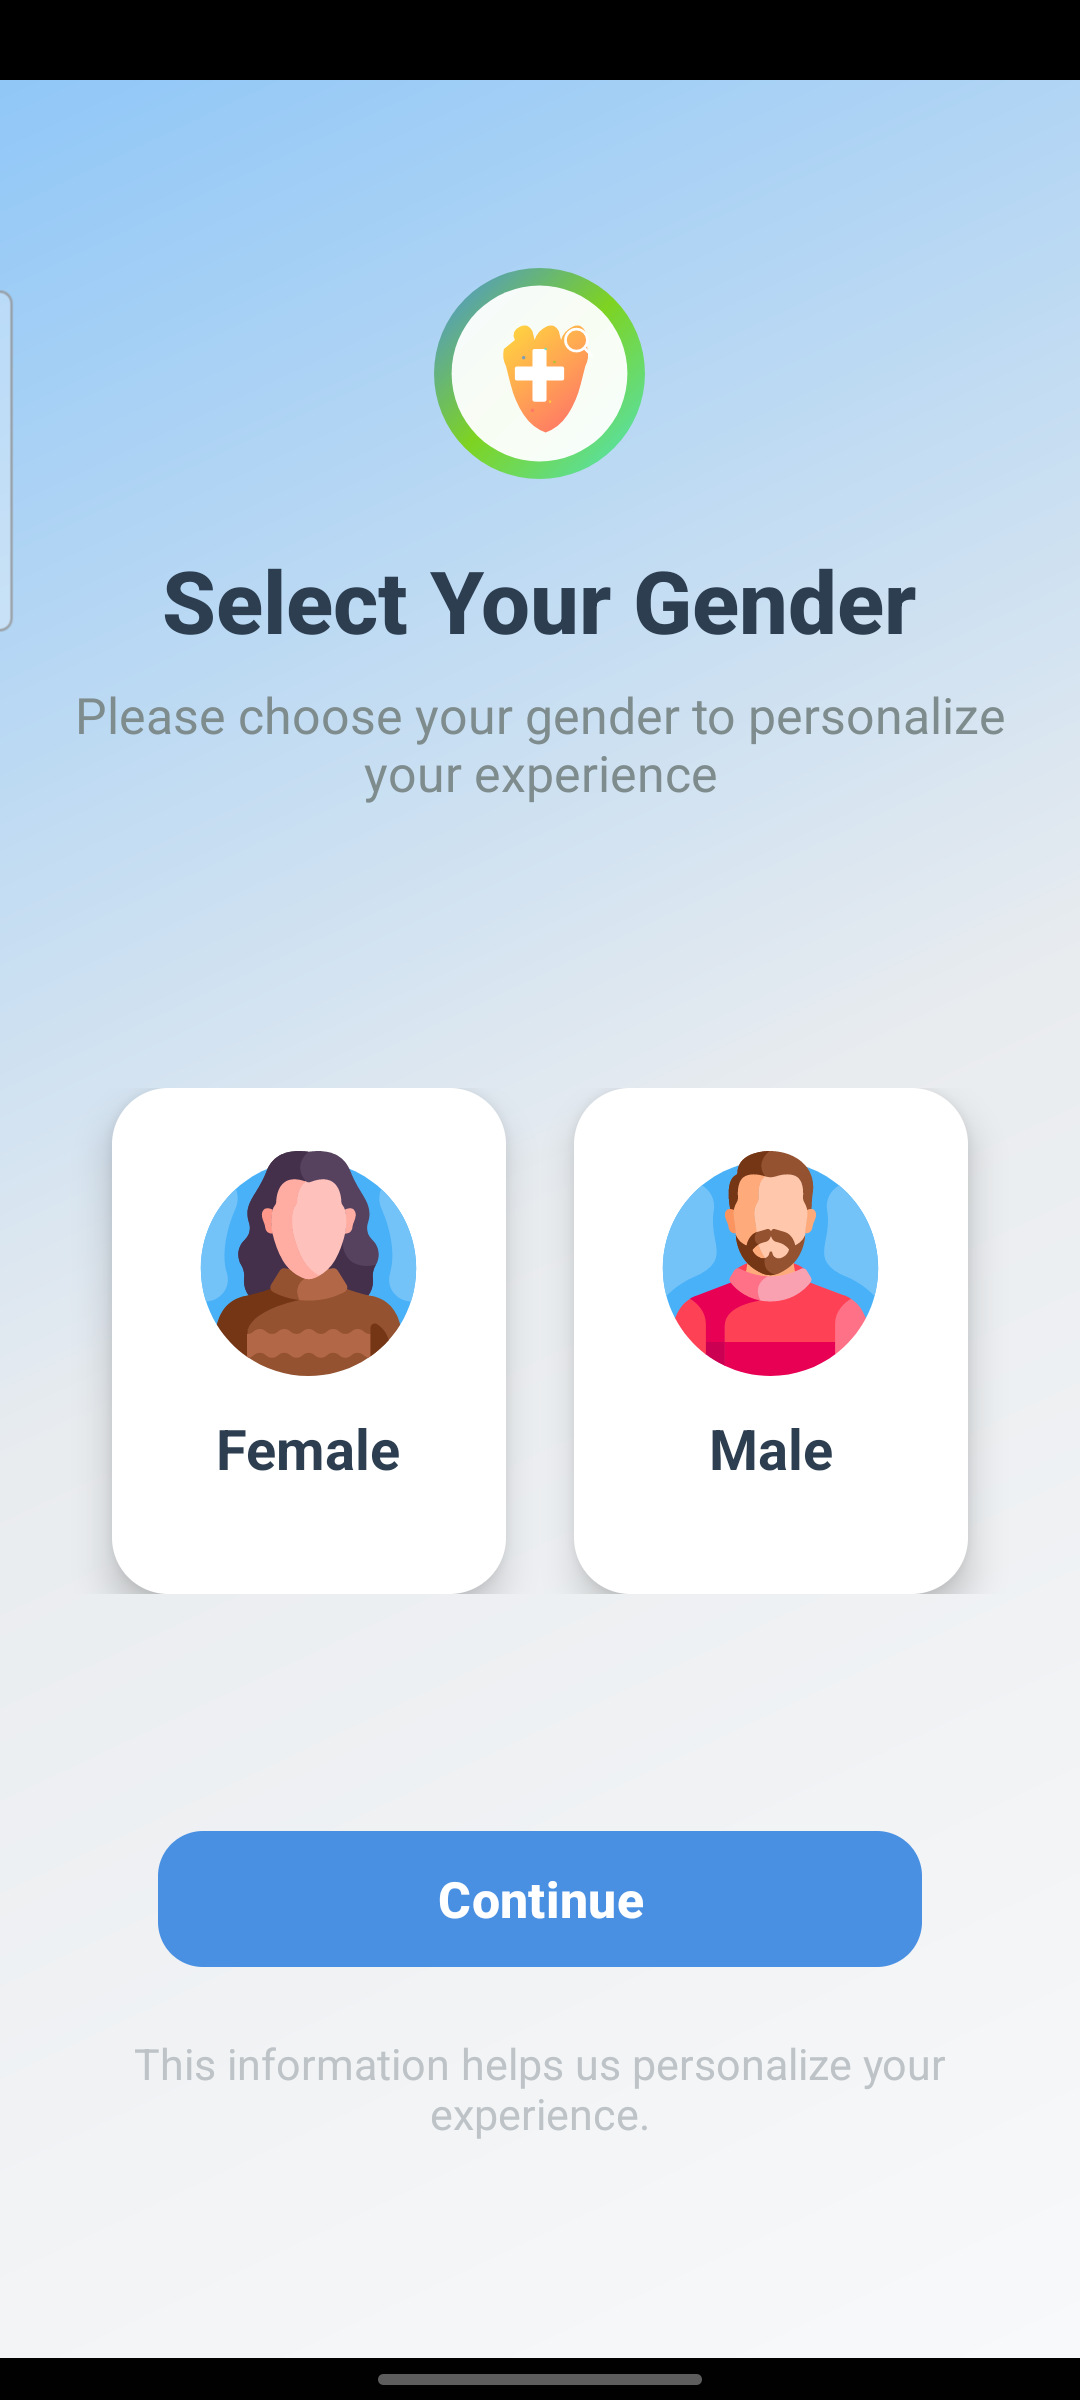 Select Your Gender
Please choose your gender to personalize
your experience
Female
Male
Continue
This information helps us personalize your
experience.